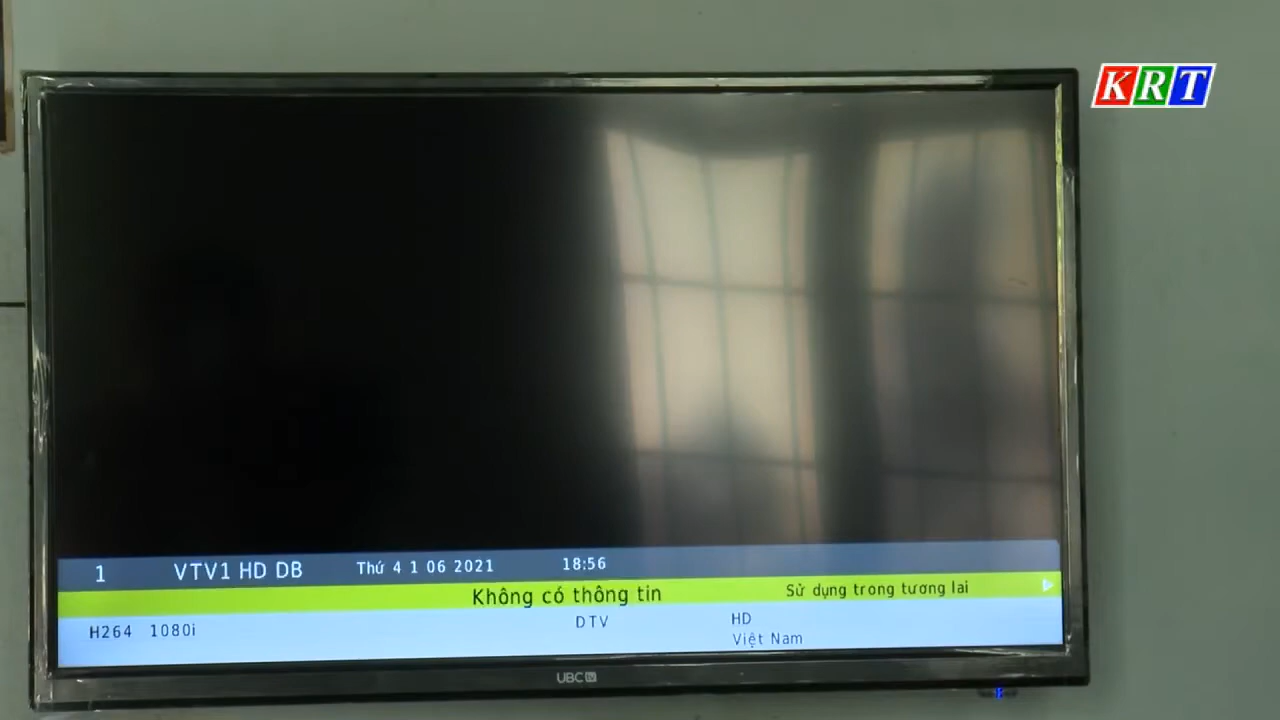 KRT
1 VTV1 HD DB Thứ 4 1 06 2021 18:56
Không có thông tin Sử dụng trong tương lai
H264 1080i DTV HD
Việt Nam
UBC tv